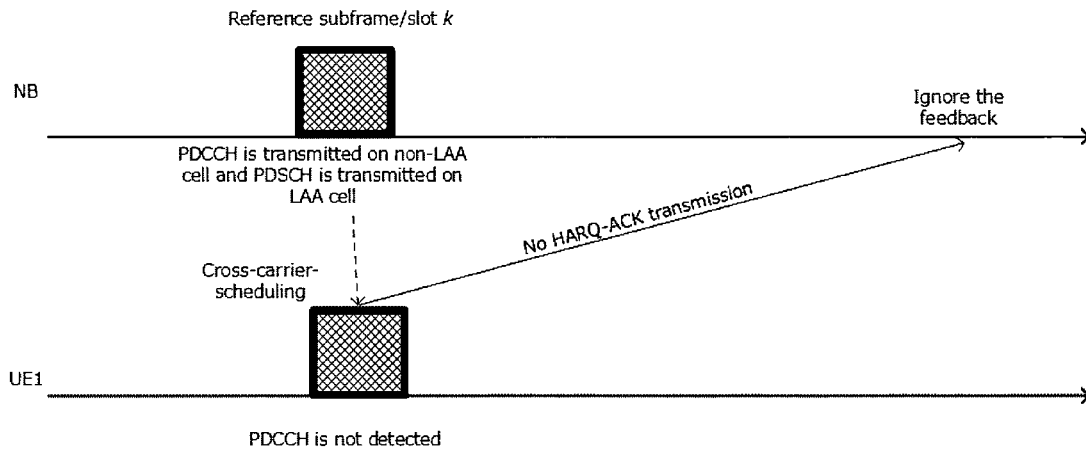 Reference subframe/slot k
NB
Ignore the
feedback
PDCCH is transmitted on non-LAA
cell and PDSCH is transmitted on
LAA cell
No HARQ-ACK transmission
Cross-carrier-
scheduling
UE1
PDCCH is not detected